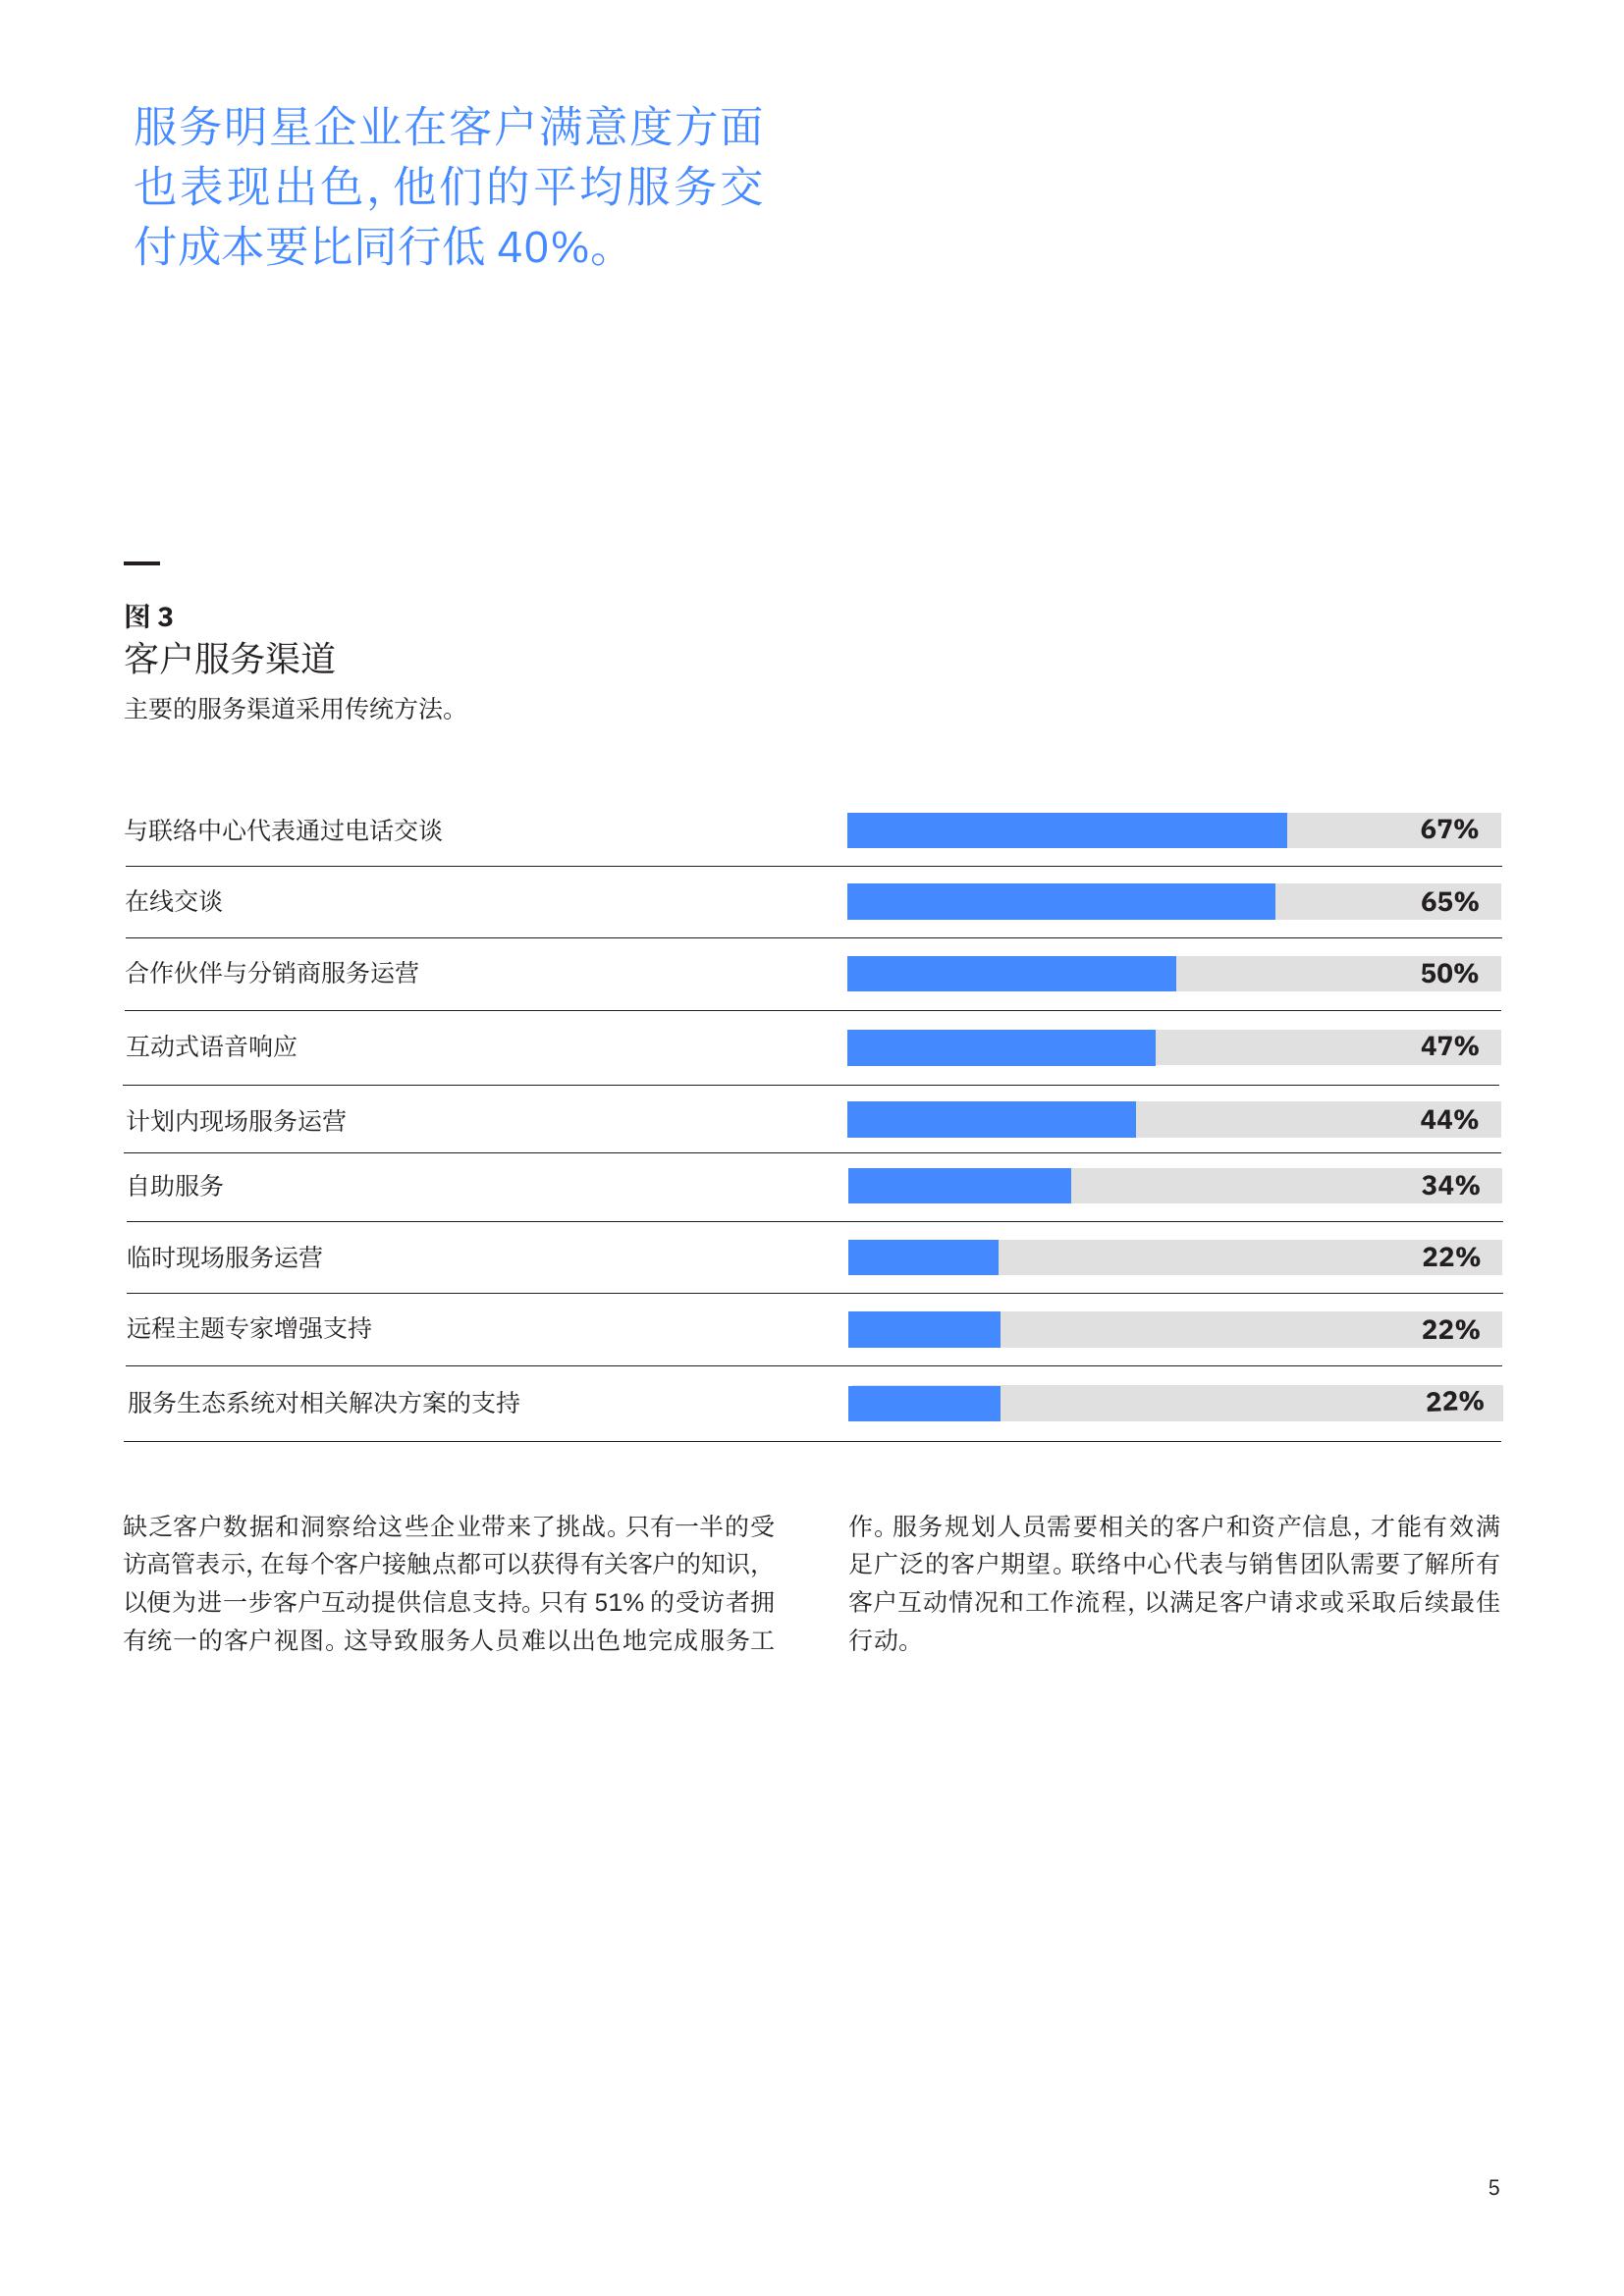 服务明星企业在客户满意度方面
也表现出色，他们的平均服务交
付成本要比同行低 40%。
图 3
客户服务渠道
主要的服务渠道采用传统方法。
与联络中心代表通过电话交谈 67%
在线交谈 65%
合作伙伴与分销商服务运营 50%
互动式语音响应 47%
计划内现场服务运营 44%
自助服务 34%
临时现场服务运营 22%
远程主题专家增强支持 22%
服务生态系统对相关解决方案的支持 22%
缺乏客户数据和洞察给这些企业带来了挑战。只有一半的受
访高管表示，在每个客户接触点都可以获得有关客户的知识，
以便为进一步客户互动提供信息支持。只有 51% 的受访者拥
有统一的客户视图。这导致服务人员难以出色地完成服务工
作。服务规划人员需要相关的客户和资产信息，才能有效满
足广泛的客户期望。联络中心代表与销售团队需要了解所有
客户互动情况和工作流程，以满足客户请求或采取后续最佳
行动。
5